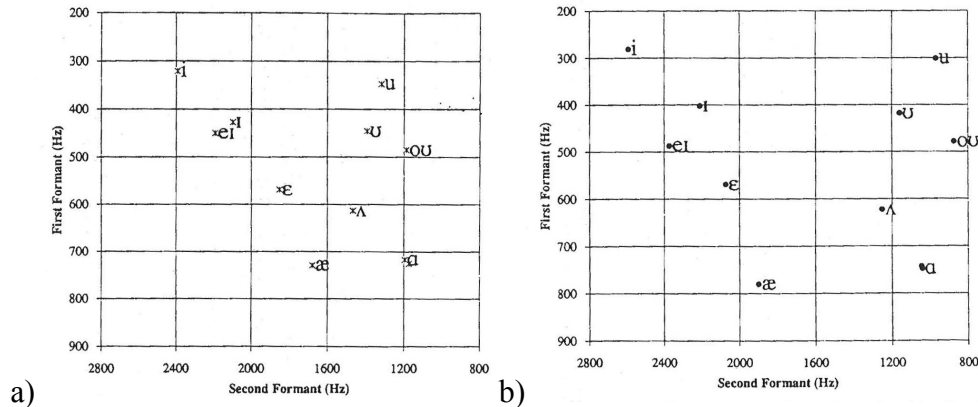 200
300
400
500
600
700
800
900
First Formant (Hz)
i
u
ɪ
eɪ
ʊ
oʊ
ɛ
ʌ
æ
ɑ
2800 2400 2000 1600 1200 800
Second Formant (Hz)
a)
200
300
400
500
600
700
800
900
First Formant (Hz)
i
u
ɪ
ʊ
eɪ
oʊ
ɛ
ʌ
æ
ɑ
2800 2400 2000 1600 1200 800
Second Formant (Hz)
b)